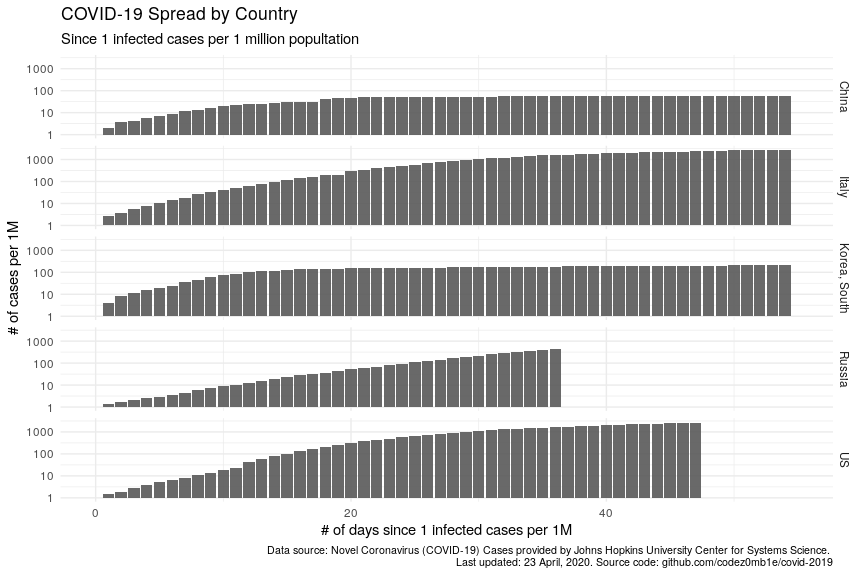 COVID-19 Spread by Country
Since 1 infected cases per 1 million popultation
1000
100
10
1
China
1000
100
10
1
Italy
1000
100
10
1
Korea, South
1000
100
10
1
Russia
1000
100
10
1
US
# of cases per 1M
0
20
40
# of days since 1 infected cases per 1M
Data source: Novel Coronavirus (COVID-19) Cases provided by Johns Hopkins University Center for Systems Science.
Last updated: 23 April, 2020. Source code: github.com/codez0mb1e/covid-2019